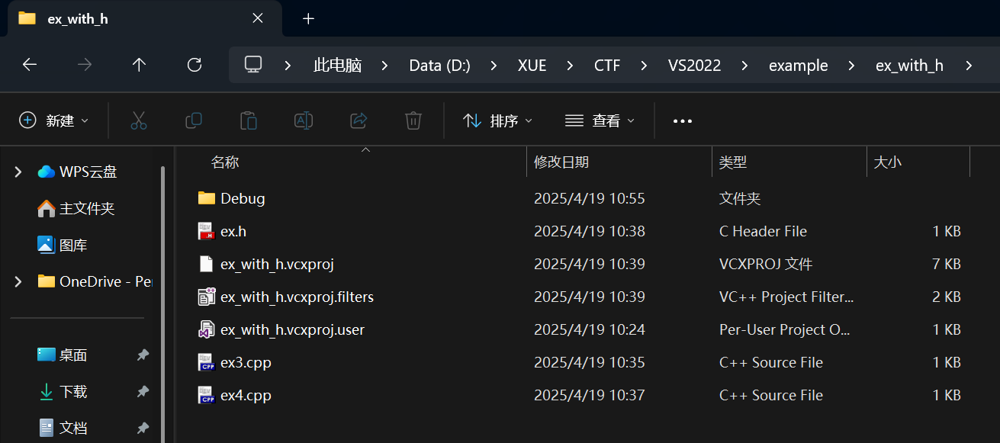 ex_with_h
此电脑 Data (D:) XUE CTF VS2022 example ex_with_h
新建 排序 查看
名称 修改日期 类型 大小
WPS云盘
主文件夹
图库
OneDrive - Per
桌面
下载
文档
Debug 2025/4/19 10:55 文件夹
ex.h 2025/4/19 10:38 C Header File 1 KB
ex_with_h.vcxproj 2025/4/19 10:39 VCXPROJ 文件 7 KB
ex_with_h.vcxproj.filters 2025/4/19 10:39 VC++ Project Filter... 2 KB
ex_with_h.vcxproj.user 2025/4/19 10:24 Per-User Project O... 1 KB
ex3.cpp 2025/4/19 10:35 C++ Source File 1 KB
ex4.cpp 2025/4/19 10:37 C++ Source File 1 KB